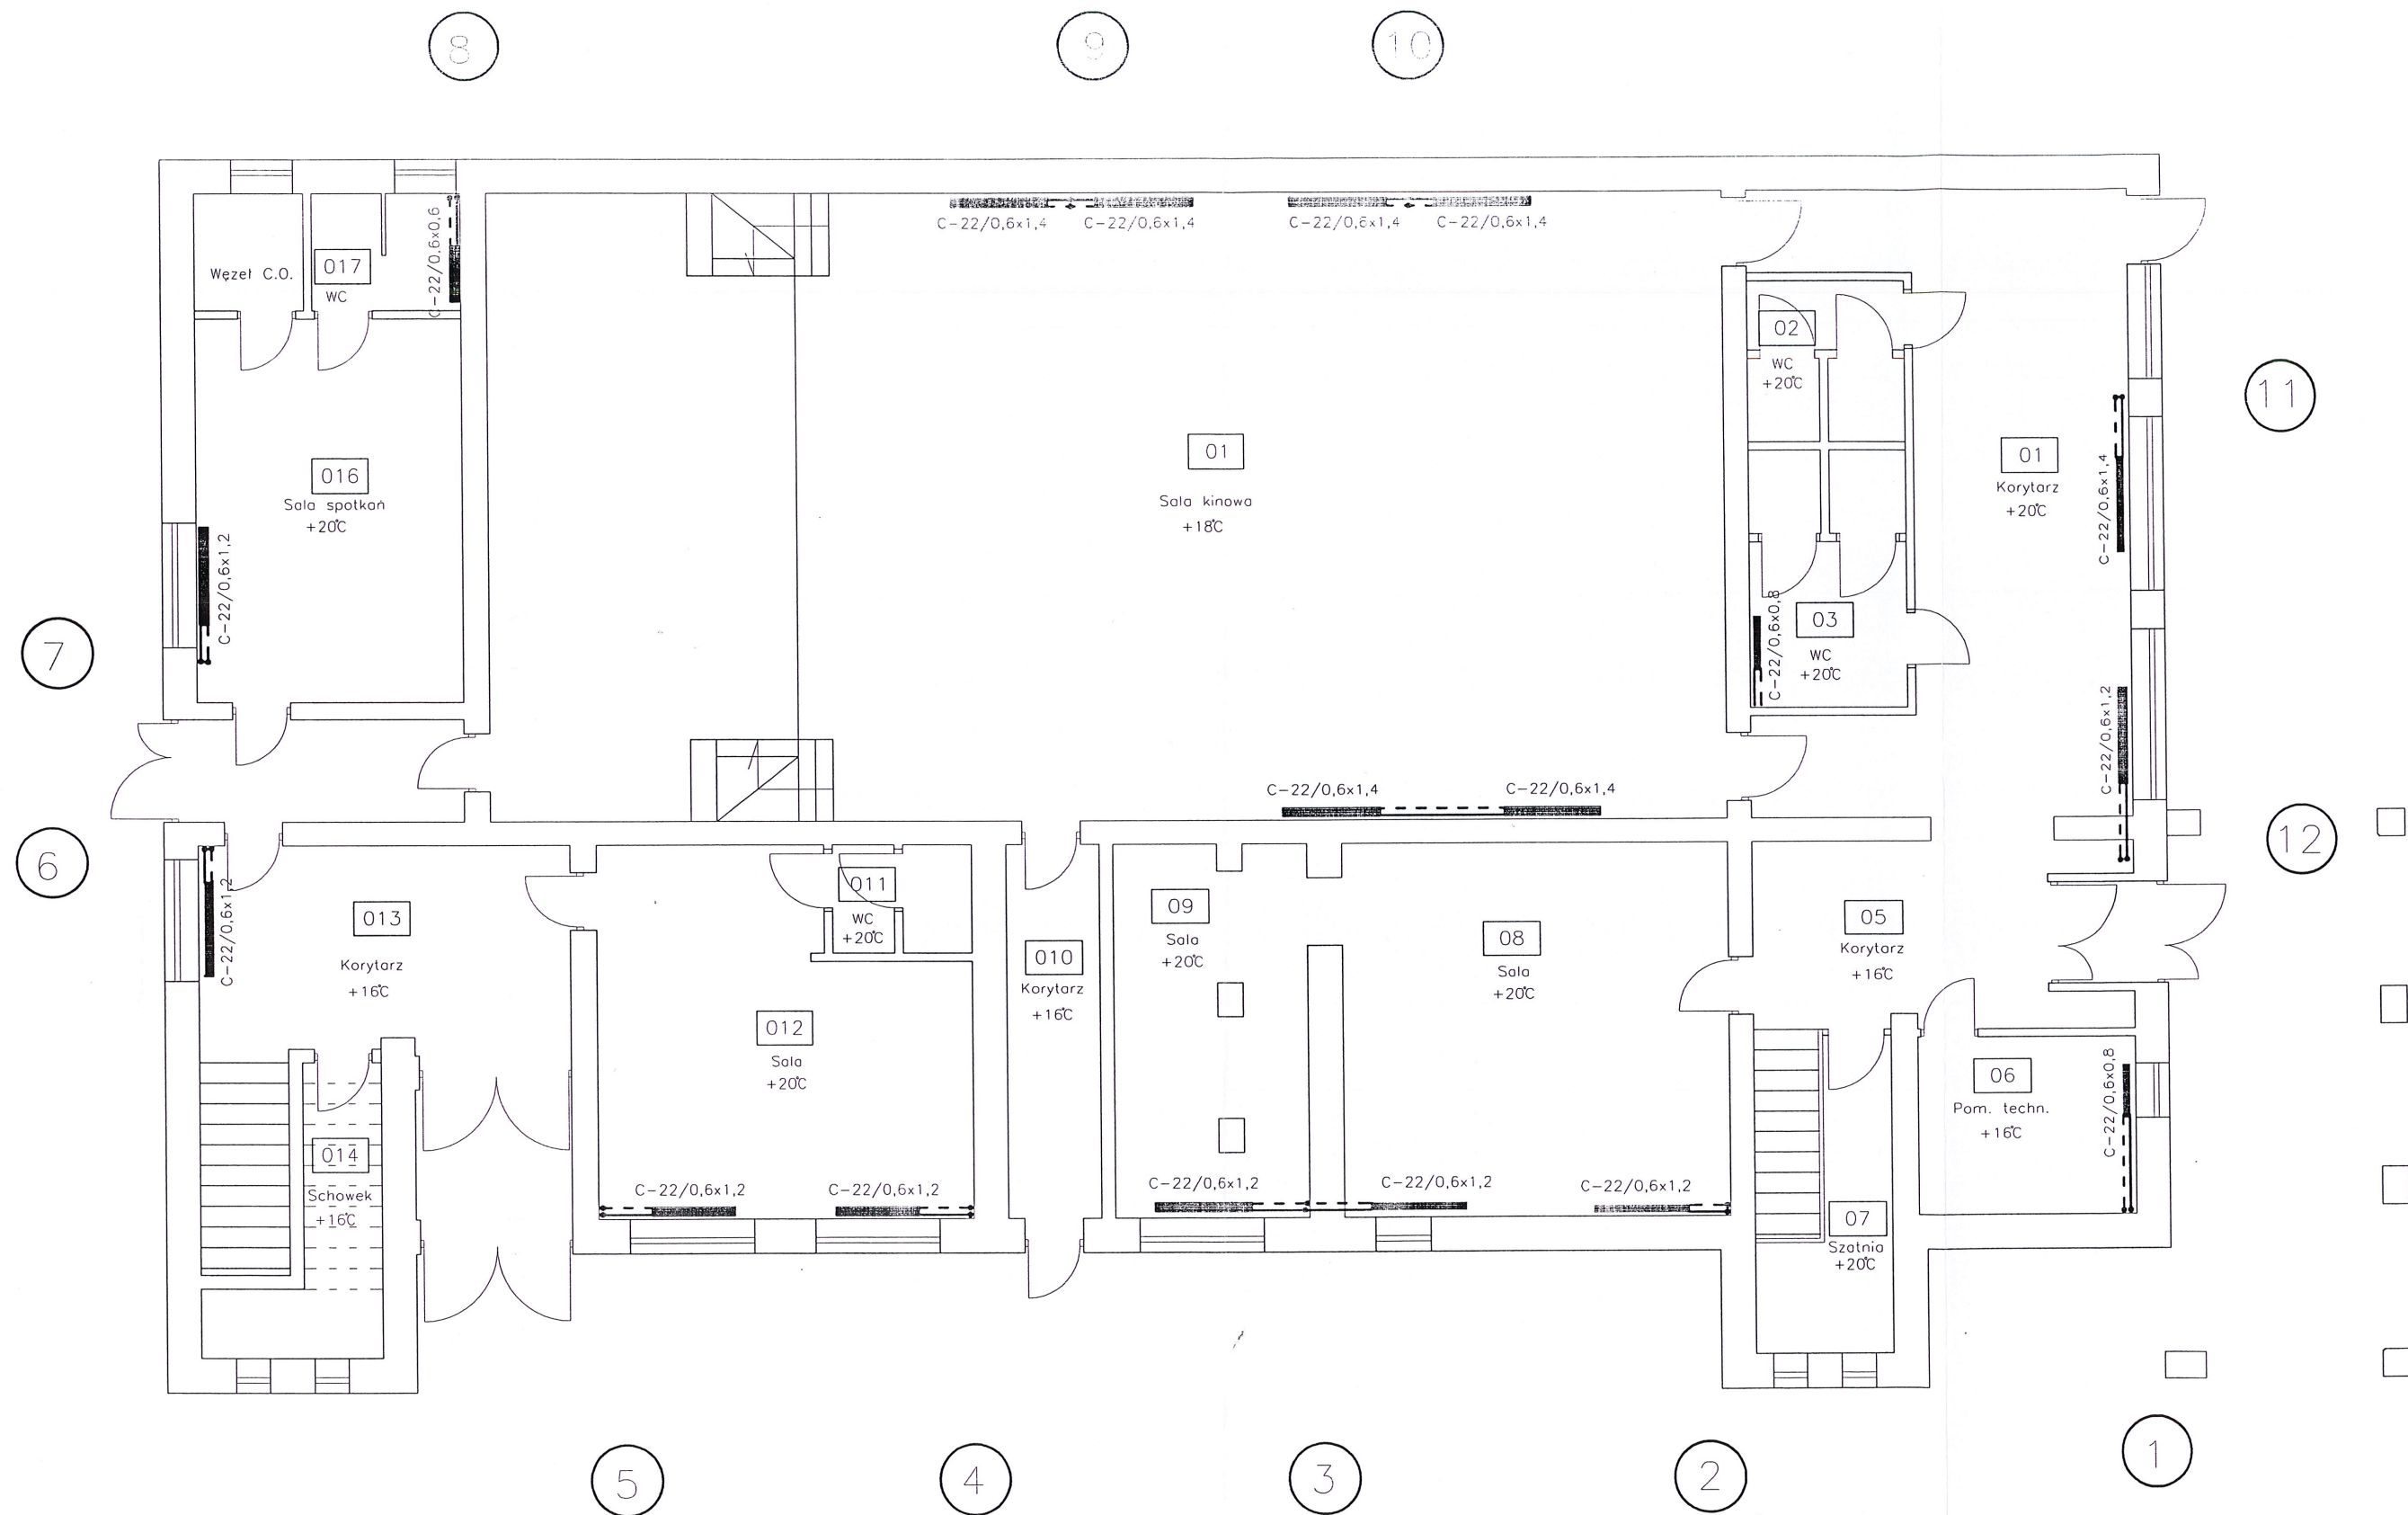 8
9
10
C-22/0,6x1,4
C-22/0,6x1,4
C-22/0,6x1,4
C-22/0,6x1,4
Węzeł C.O.
017
WC
C-22/0,6x0,6
02
WC
+20°C
11
016
Sala spotkań
+20°C
C-22/0,6x1,2
01
Sala kinowa
+18°C
01
Korytarz
+20°C
C-22/0,6x1,4
7
03
WC
+20°C
C-22/0,6x0,8
C-22/0,6x1,2
C-22/0,6x1,4
C-22/0,6x1,4
6
12
C-22/0,6x1,2
013
Korytarz
+16°C
011
WC
+20°C
010
Korytarz
+16°C
09
Sala
+20°C
08
Sala
+20°C
05
Korytarz
+16°C
012
Sala
+20°C
06
Pom. techn.
+16°C
C-22/0,6x0,8
014
Schowek
+16°C
C-22/0,6x1,2
C-22/0,6x1,2
C-22/0,6x1,2
C-22/0,6x1,2
C-22/0,6x1,2
07
Szatnia
+20°C
5
4
3
2
1